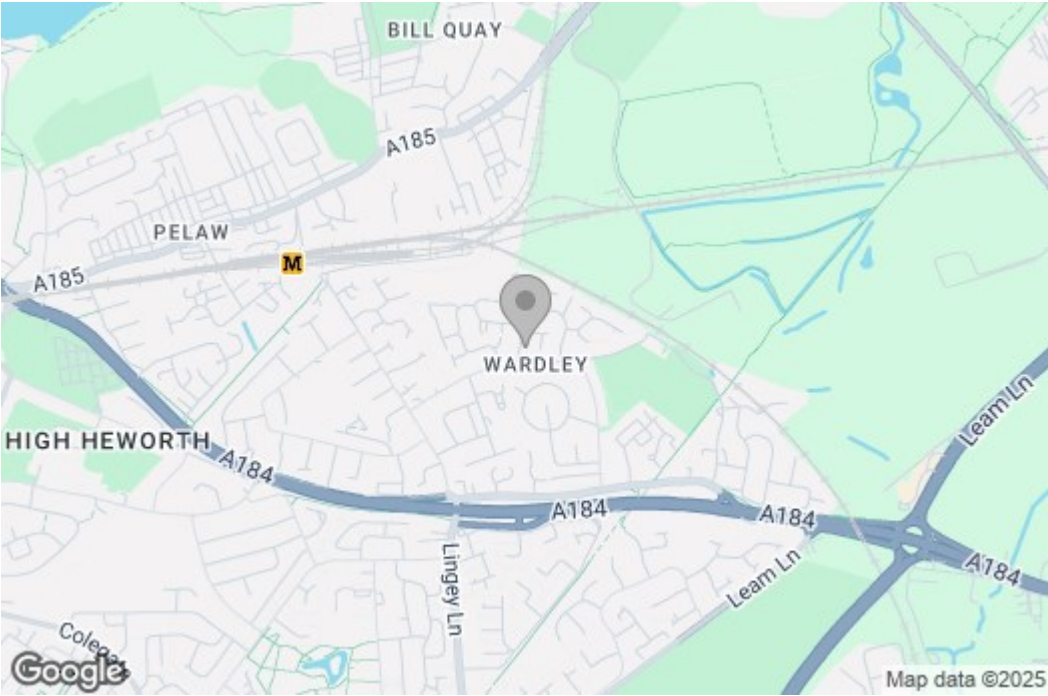 BILL QUAY
A185
PELAW
M
A185
WARDLEY
Leam Ln
HIGH HEWORTH
A184
A184
A184
A184
Lingey Ln
Leam Ln
Google
Map data ©2025